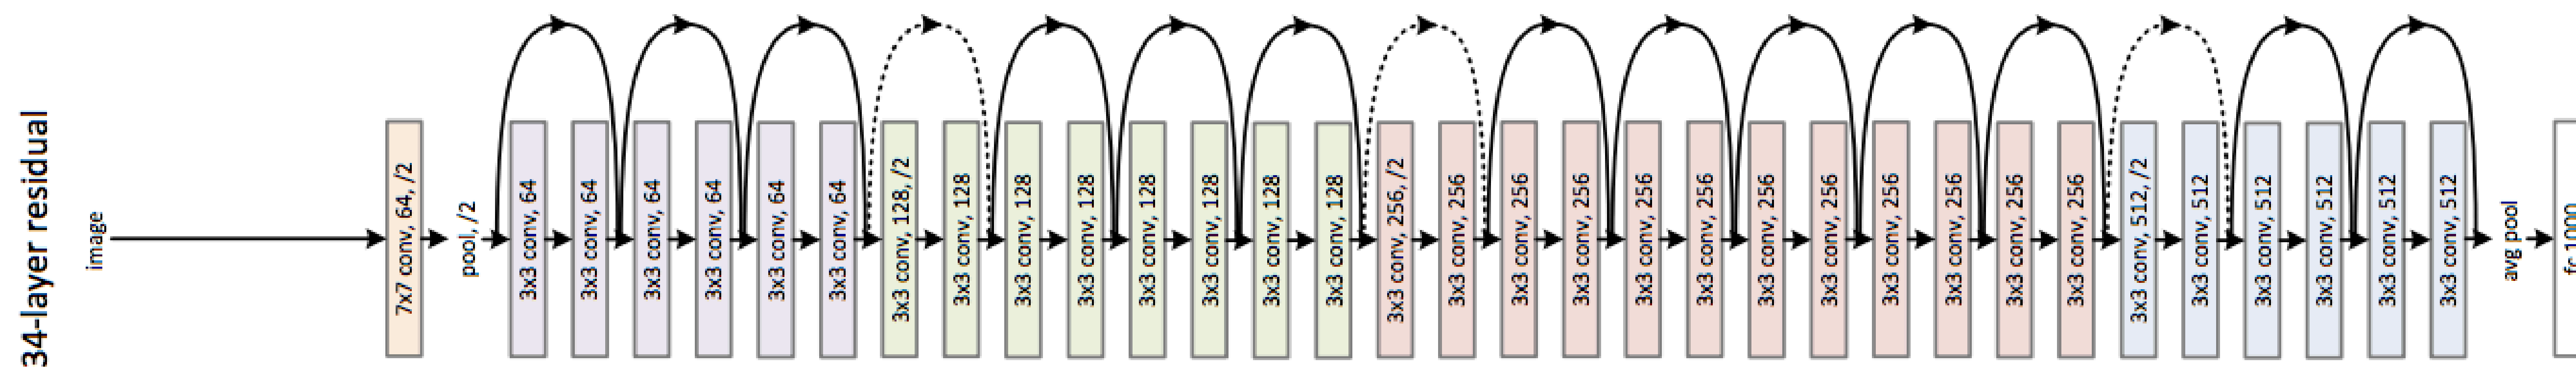 34-layer residual
image
7x7 conv, 64, /2
pool, /2
3x3 conv, 64
3x3 conv, 64
3x3 conv, 64
3x3 conv, 64
3x3 conv, 64
3x3 conv, 64
3x3 conv, 128, /2
3x3 conv, 128
3x3 conv, 128
3x3 conv, 128
3x3 conv, 128
3x3 conv, 128
3x3 conv, 128
3x3 conv, 128
3x3 conv, 256, /2
3x3 conv, 256
3x3 conv, 256
3x3 conv, 256
3x3 conv, 256
3x3 conv, 256
3x3 conv, 256
3x3 conv, 256
3x3 conv, 256
3x3 conv, 256
3x3 conv, 256
3x3 conv, 256
3x3 conv, 512, /2
3x3 conv, 512
3x3 conv, 512
3x3 conv, 512
3x3 conv, 512
3x3 conv, 512
avg pool
fc 1000